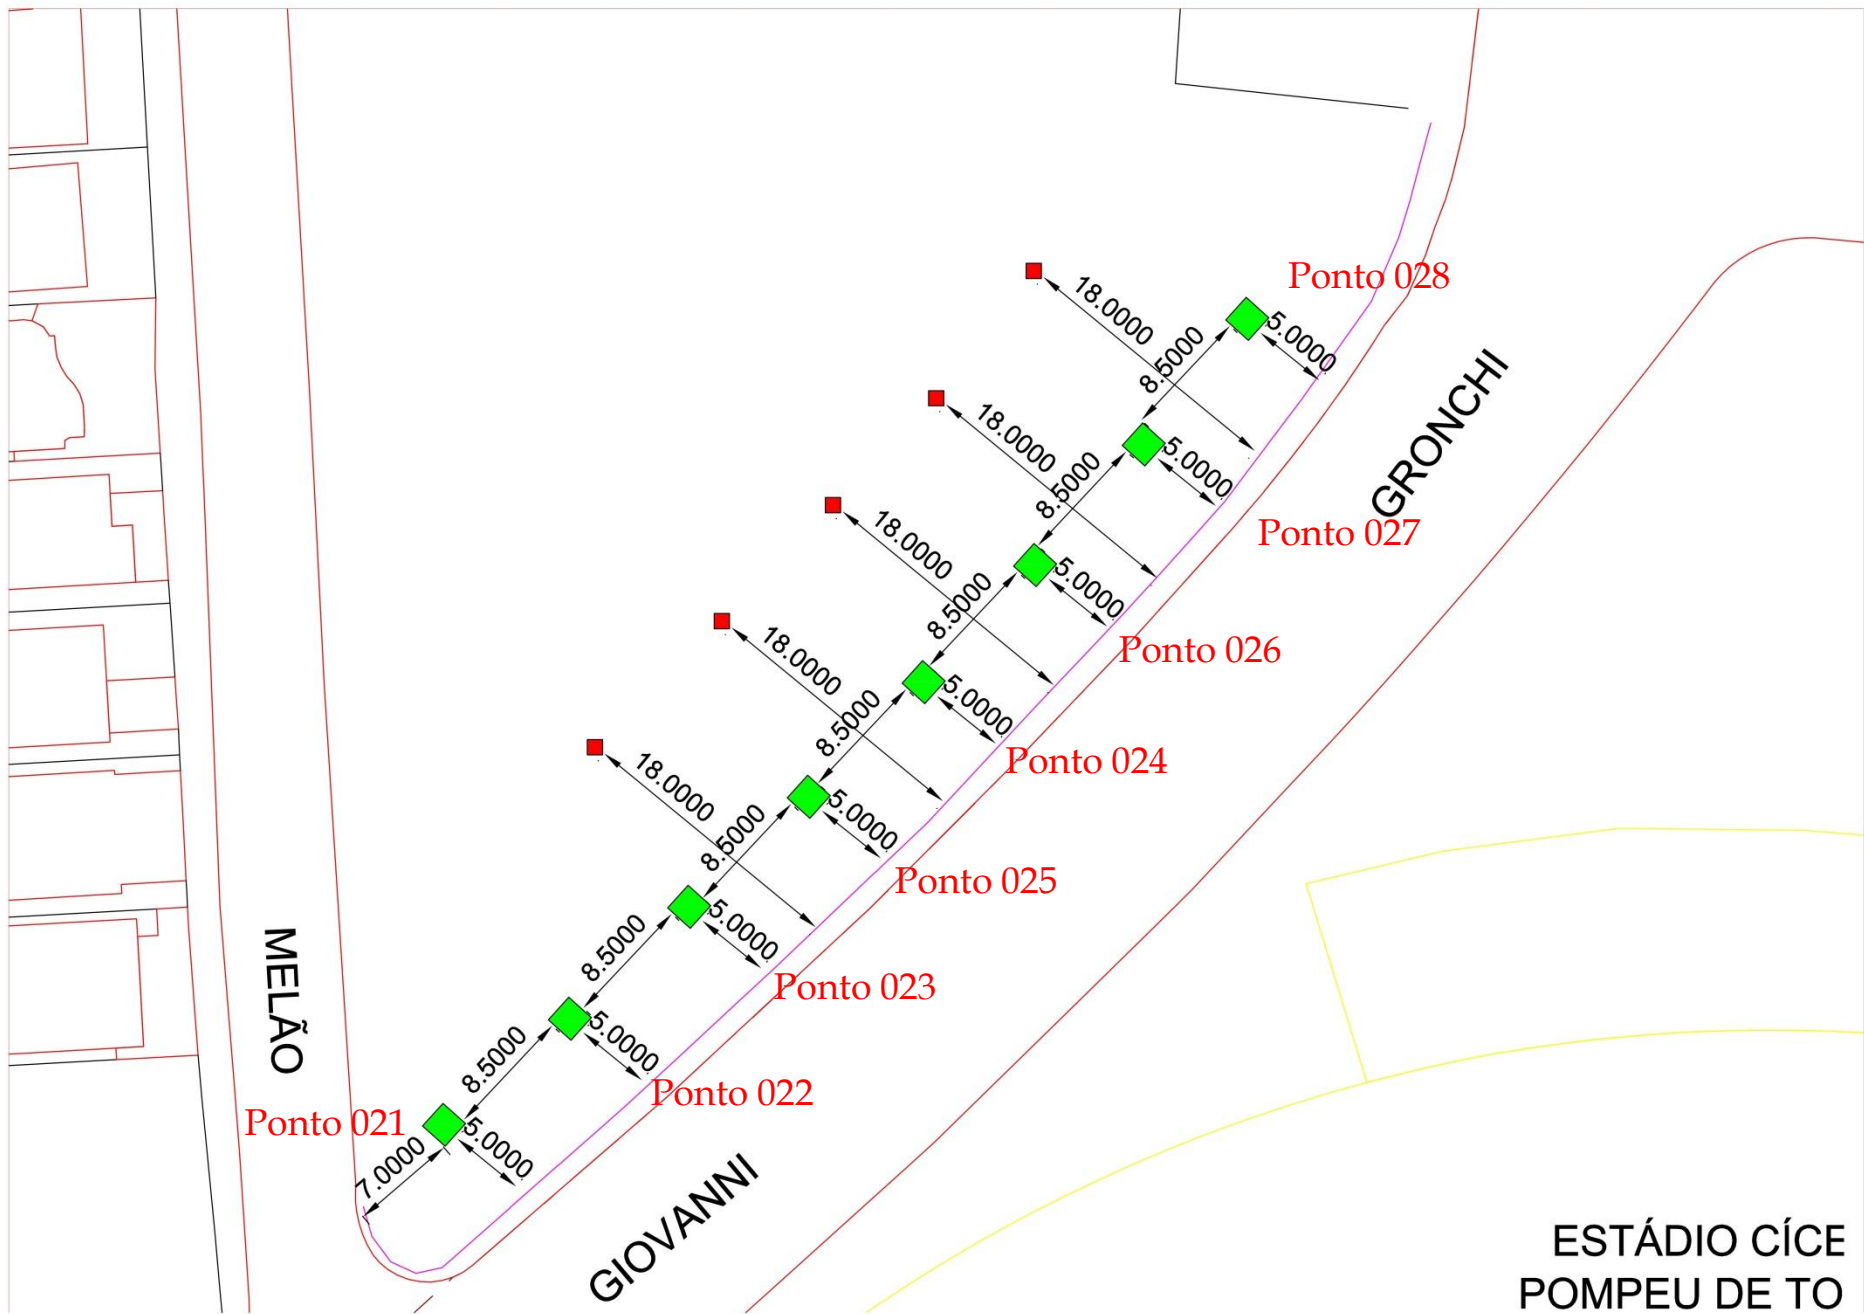 Ponto 028
18.0000
5.0000
8.5000
18.0000
5.0000
GRONCHI
8.5000
Ponto 027
18.0000
5.0000
8.5000
Ponto 026
18.0000
5.0000
8.5000
Ponto 024
18.0000
5.0000
8.5000
Ponto 025
5.0000
8.5000
Ponto 023
MELÃO
5.0000
8.5000
Ponto 022
Ponto 021
5.0000
7.0000
GIOVANNI
ESTÁDIO CÍCE
POMPEU DE TO